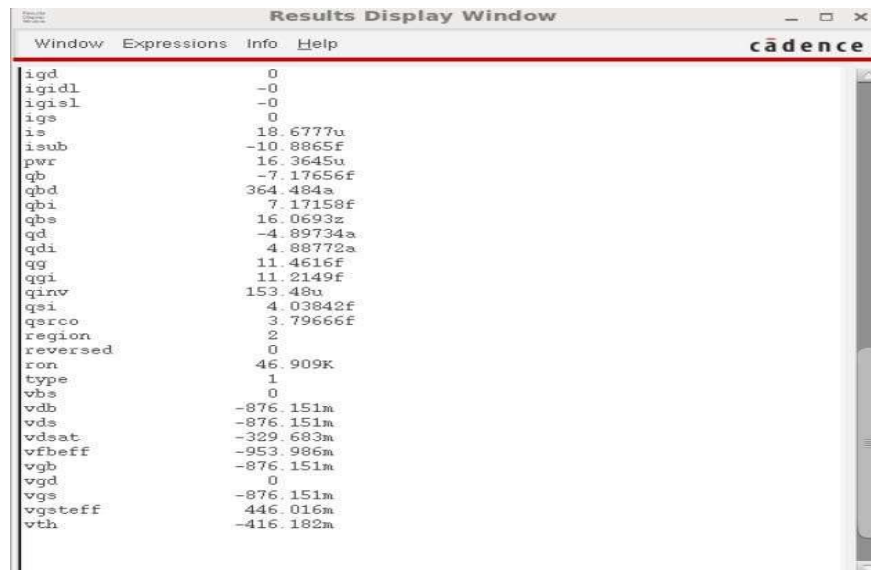 Results Display Window
Window Expressions Info Help cādence
igd 0
igidl -0
igisl -0
igs 0
is 18.6777u
isub -10.8865f
pwr 16.3645u
qb -7.17656f
qbd 364.484a
qbi 7.17158f
qbs 16.0693z
qd -4.89734a
qdi 4.88772a
qg 11.4616f
qgi 11.2149f
qinv 153.48u
qsi 4.03842f
qsrco 3.79666f
region 2
reversed 0
ron 46.909K
type 1
vbs 0
vdb -876.151m
vds -876.151m
vdsat -329.683m
vfbeff -953.986m
vgb -876.151m
vgd 0
vgs -876.151m
vgsteff 446.016m
vth -416.182m